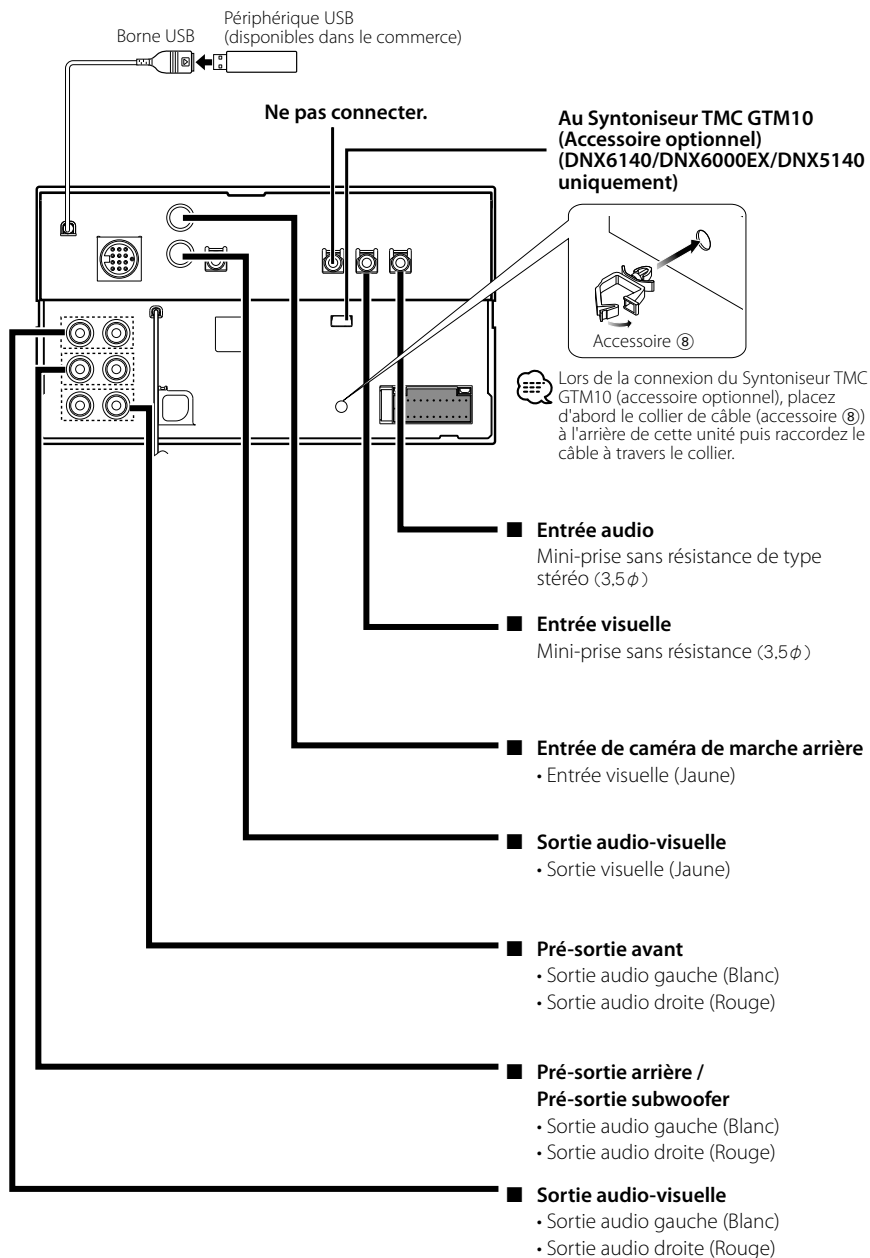 Périphérique USB
(disponibles dans le commerce)
Borne USB
Ne pas connecter.
Au Syntoniseur TMC GTM10
(Accessoire optionnel)
(DNX6140/DNX6000EX/DNX5140
uniquement)
Accessoire ⑧
Lors de la connexion du Syntoniseur TMC
GTM10 (accessoire optionnel), placez
d'abord le collier de câble (accessoire ⑧)
à l'arrière de cette unité puis raccordez le
câble à travers le collier.
■ Entrée audio
Mini-prise sans résistance de type
stéréo (3,5φ)
■ Entrée visuelle
Mini-prise sans résistance (3,5φ)
■ Entrée de caméra de marche arrière
• Entrée visuelle (Jaune)
■ Sortie audio-visuelle
• Sortie visuelle (Jaune)
■ Pré-sortie avant
• Sortie audio gauche (Blanc)
• Sortie audio droite (Rouge)
■ Pré-sortie arrière /
Pré-sortie subwoofer
• Sortie audio gauche (Blanc)
• Sortie audio droite (Rouge)
■ Sortie audio-visuelle
• Sortie audio gauche (Blanc)
• Sortie audio droite (Rouge)